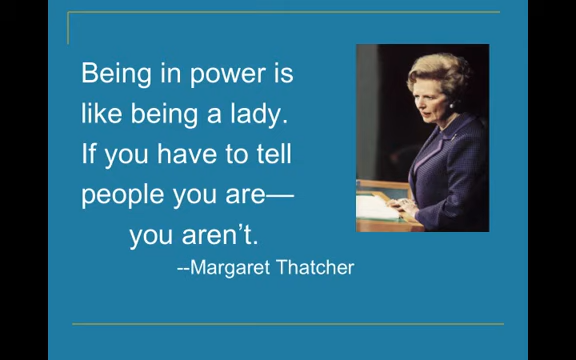 Being in power is
like being a lady.
If you have to tell
people you are—
you aren’t.
--Margaret Thatcher